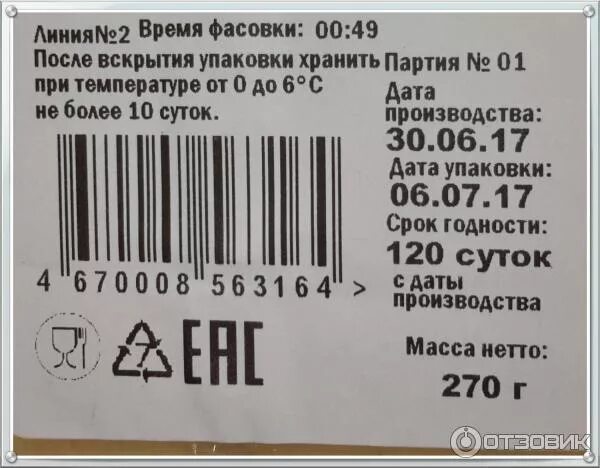 Линия№2 Время фасовки: 00:49
После вскрытия упаковки хранить
при температуре от 0 до 6°С
не более 10 суток.
Партия № 01
Дата
производства:
30.06.17
Дата упаковки:
06.07.17
Срок годности:
120 суток
с даты
производства
4 670008 563164 >
7
ЕАС
Масса нетто:
270 г
ОТЗОВИК